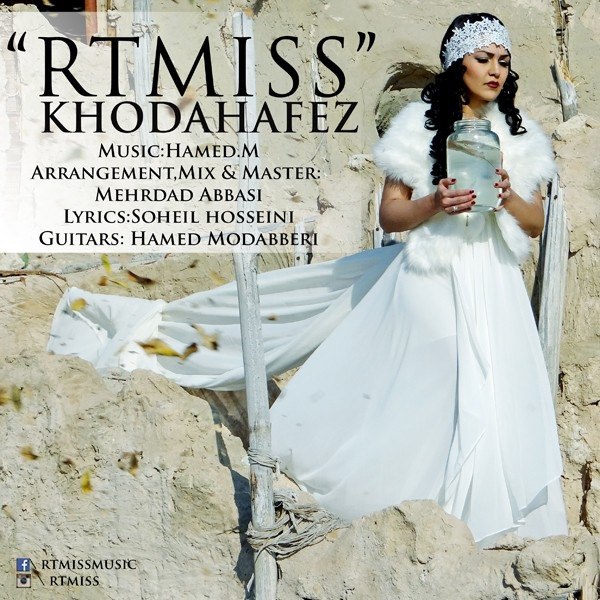 “RTMISS”
KHODAHAFEZ
MUSIC:HAMED.M
ARRANGEMENT,MIX & MASTER:
MEHRDAD ABBASI
LYRICS:SOHEIL HOSSEINI
GUITARS: HAMED MODABBERI
f RTMISSMUSIC
RTMISS